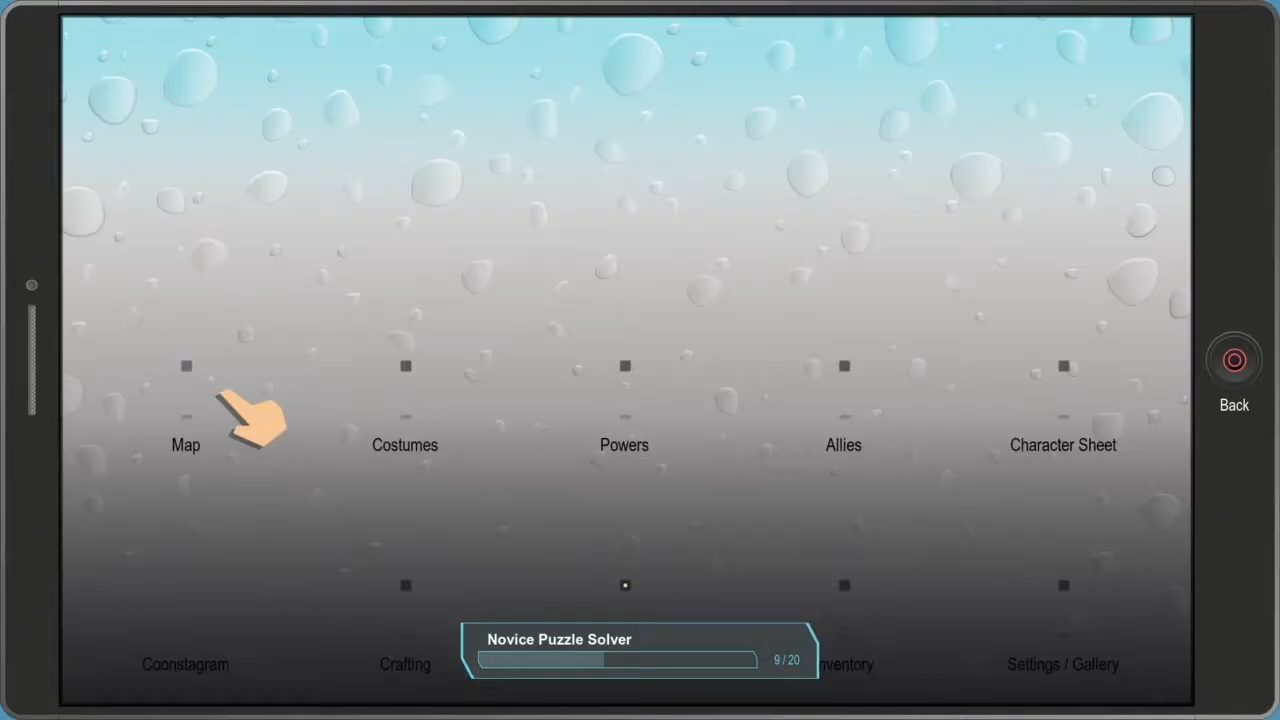 Back
Map
Costumes
Powers
Allies
Character Sheet
Novice Puzzle Solver
9 / 20
Coonstagram
Crafting
Settings / Gallery